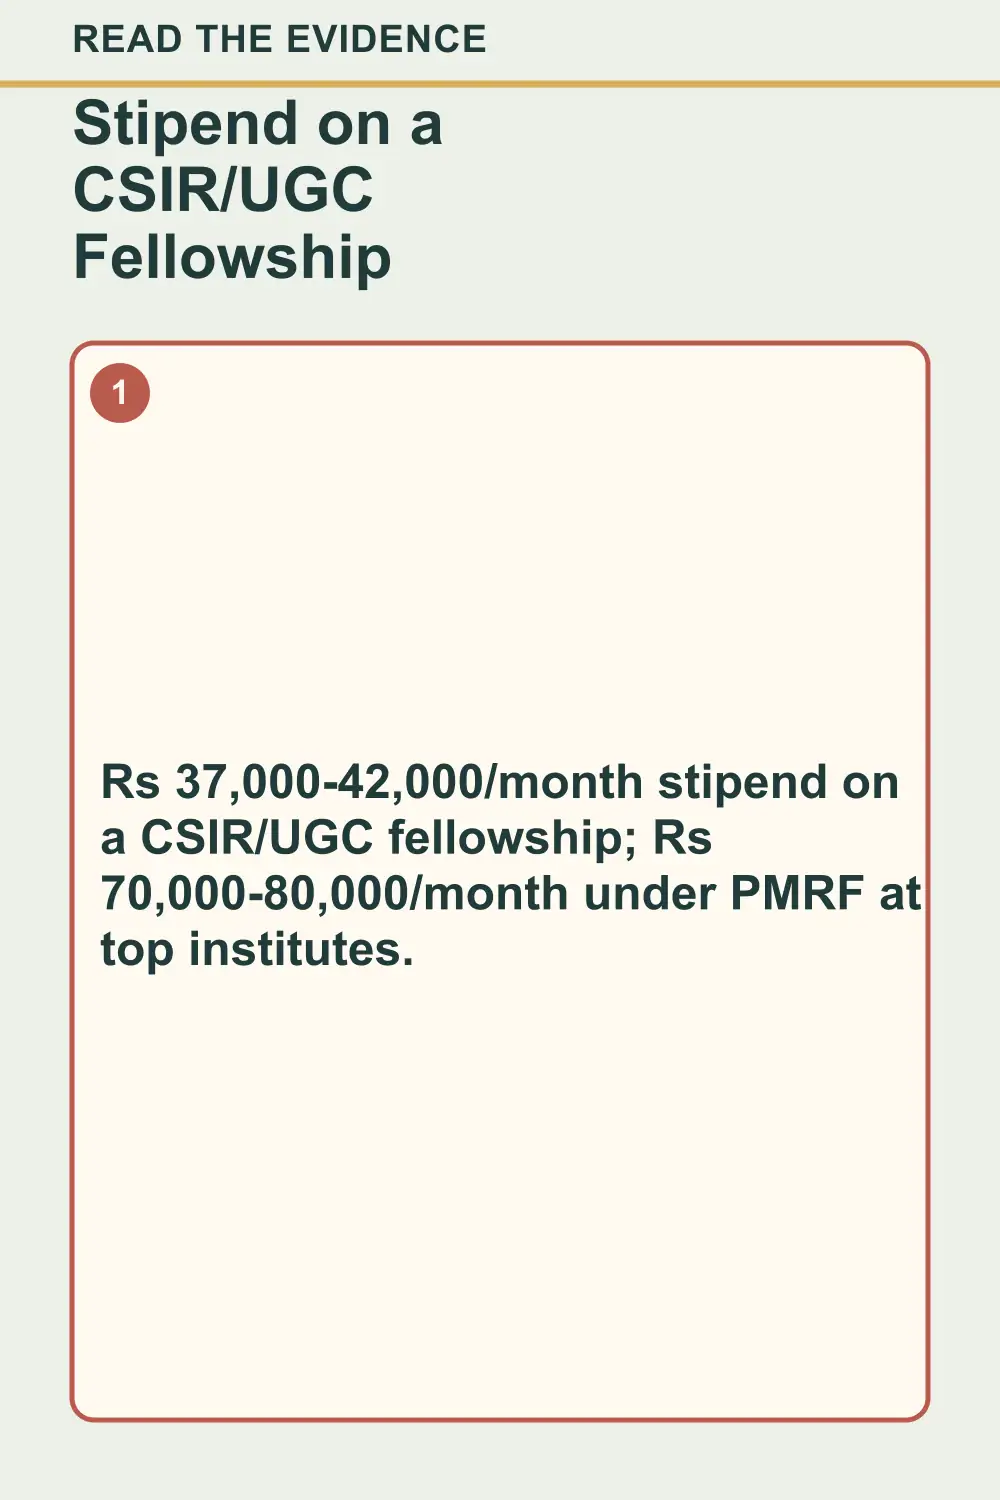 READ THE EVIDENCE
Stipend on a
CSIR/UGC
Fellowship
1
Rs 37,000-42,000/month stipend on
a CSIR/UGC fellowship; Rs
70,000-80,000/month under PMRF at
top institutes.